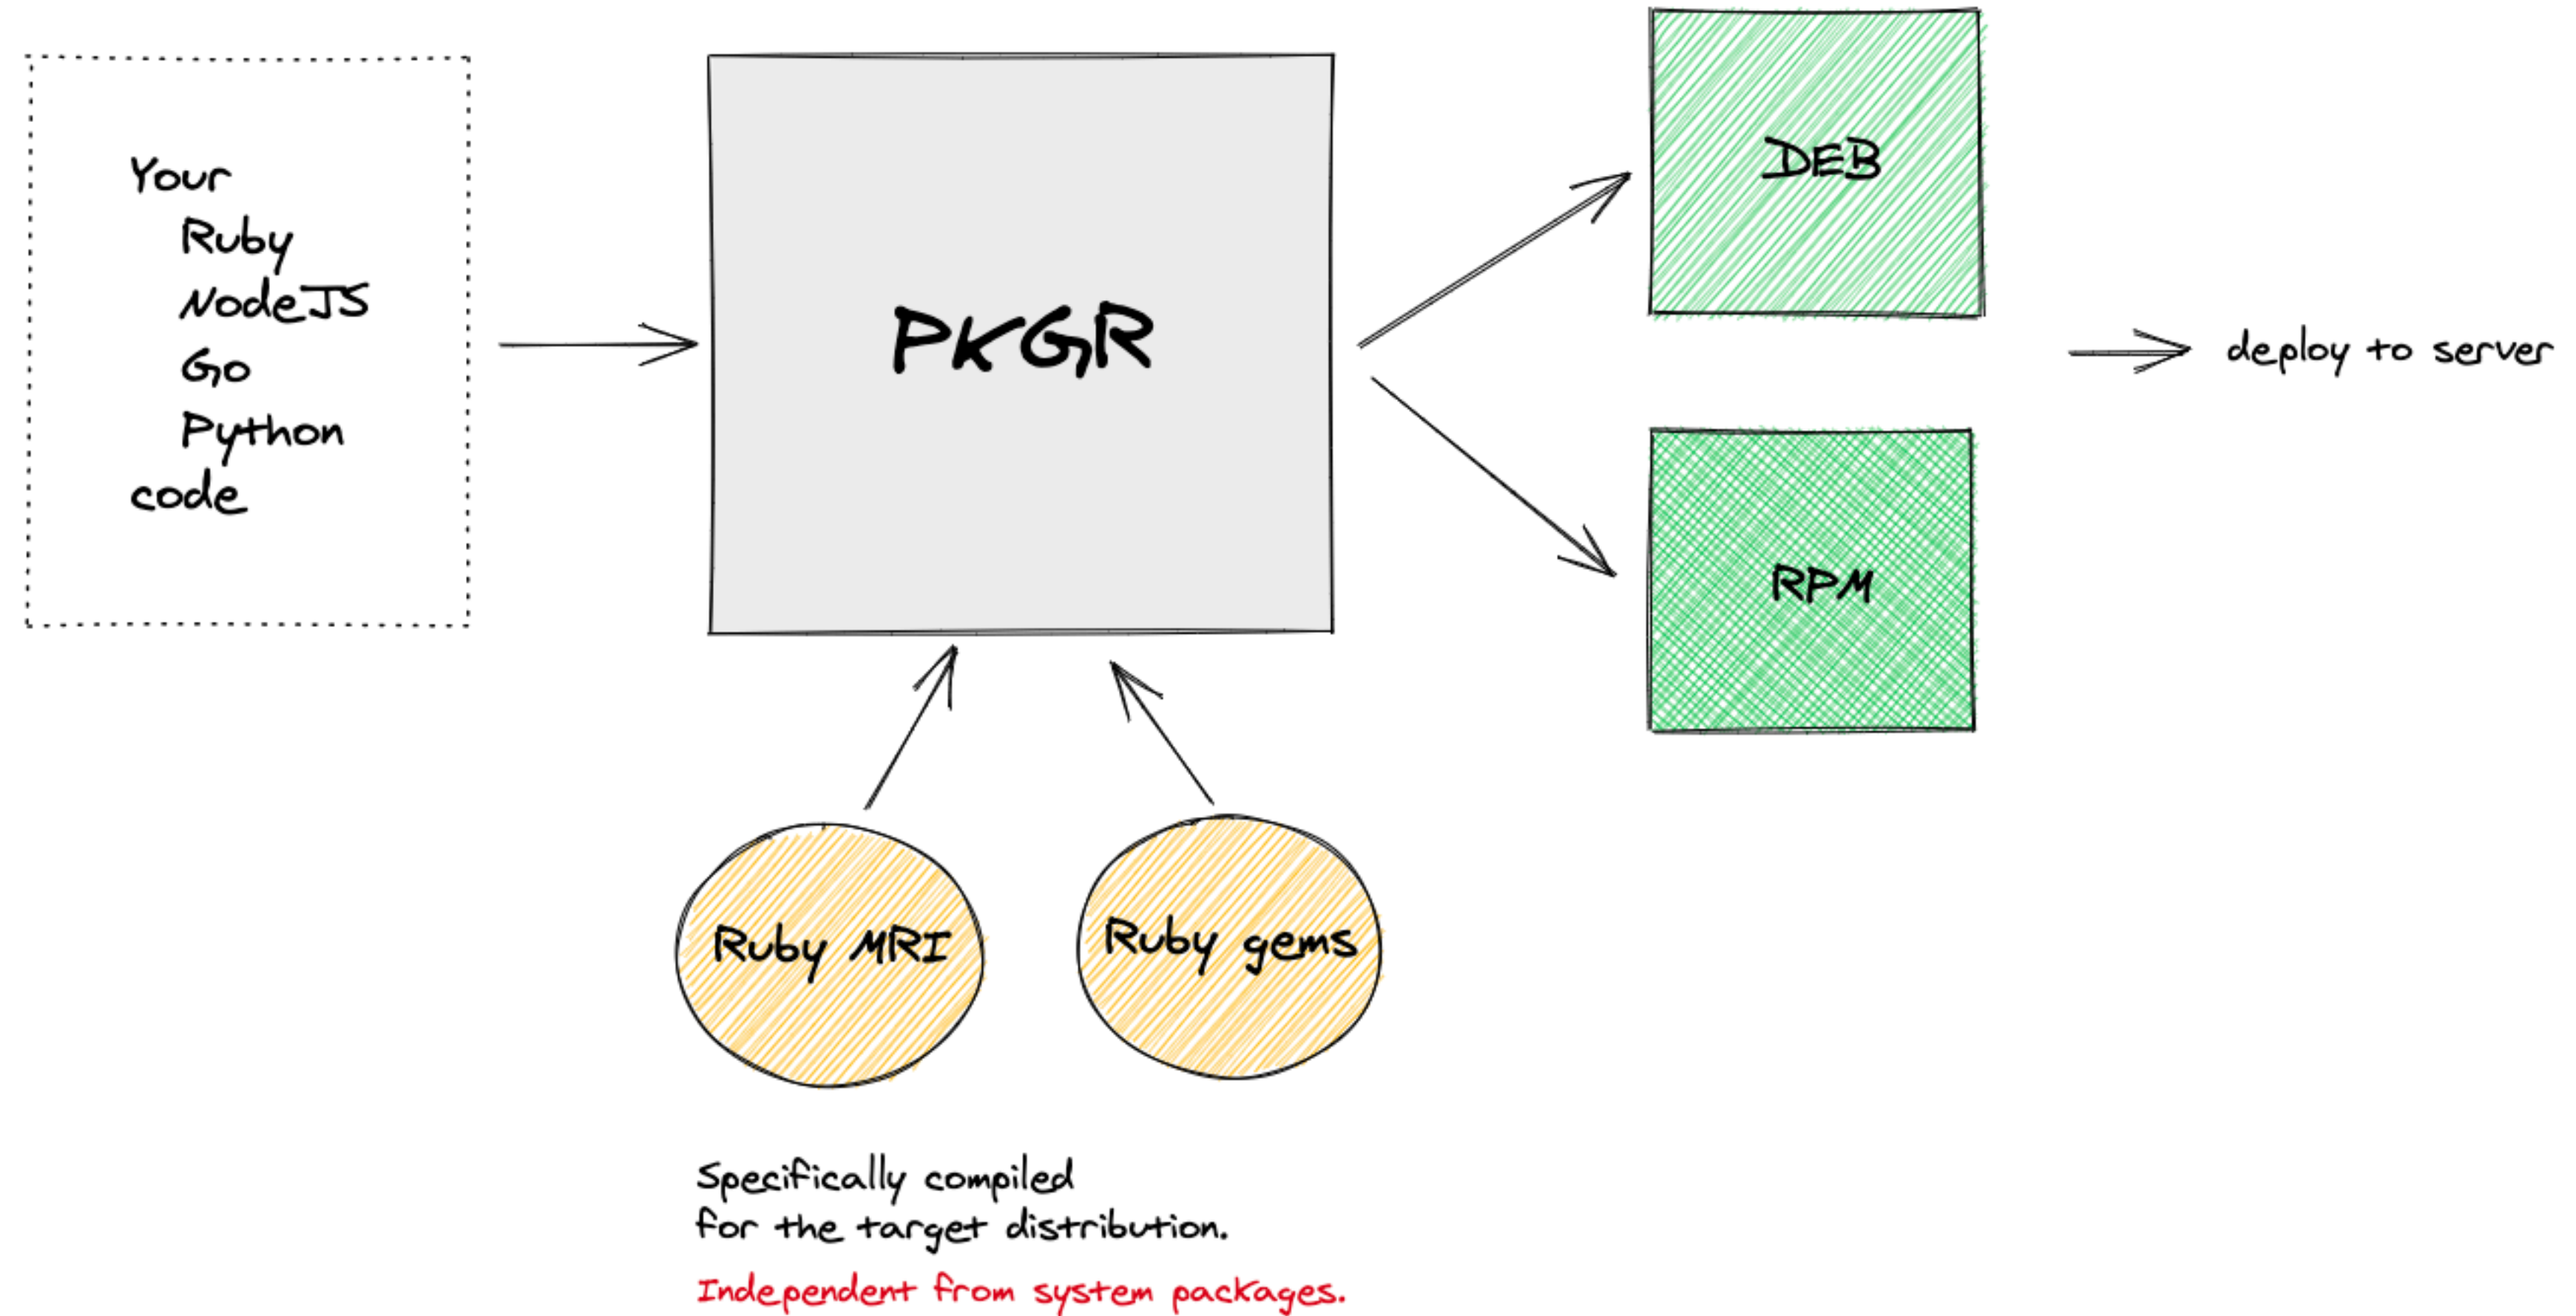 Your
Ruby
NodeJS
Go
Python
code
PKGR
DEB
RPM
deploy to server
Ruby MRI
Ruby gems
Specifically compiled
for the target distribution.
Independent from system packages.